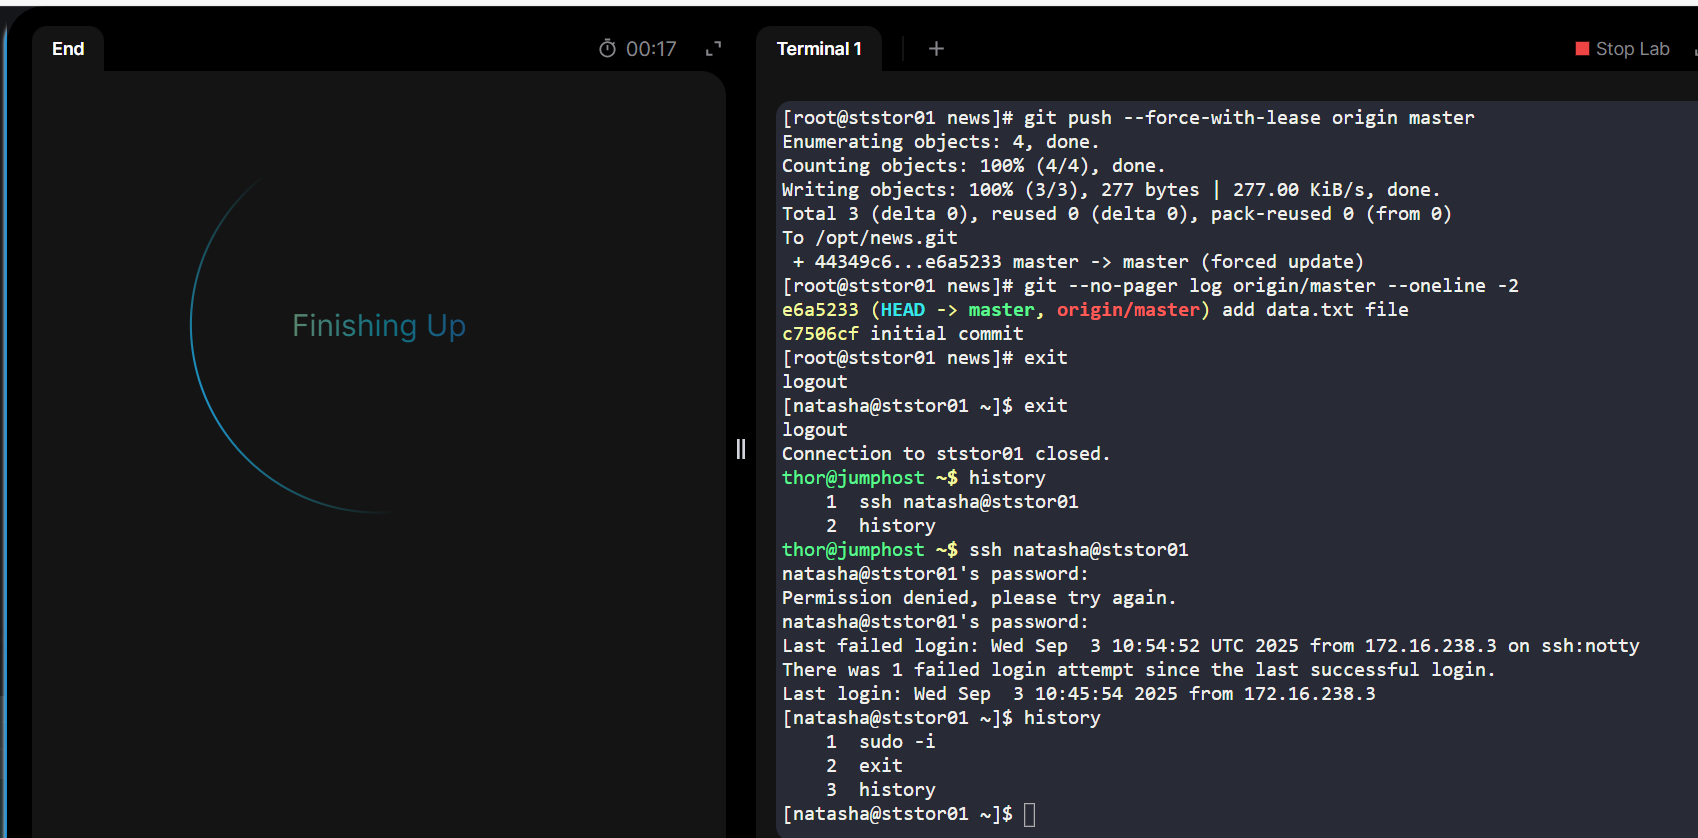 End
00:17
Terminal 1
+
Stop Lab
Finishing Up
[root@ststor01 news]# git push --force-with-lease origin master
Enumerating objects: 4, done.
Counting objects: 100% (4/4), done.
Writing objects: 100% (3/3), 277 bytes | 277.00 KiB/s, done.
Total 3 (delta 0), reused 0 (delta 0), pack-reused 0 (from 0)
To /opt/news.git
 + 44349c6...e6a5233 master -> master (forced update)
[root@ststor01 news]# git --no-pager log origin/master --oneline -2
e6a5233 (HEAD -> master, origin/master) add data.txt file
c7506cf initial commit
[root@ststor01 news]# exit
logout
[natasha@ststor01 ~]$ exit
logout
Connection to ststor01 closed.
thor@jumphost ~$ history
    1  ssh natasha@ststor01
    2  history
thor@jumphost ~$ ssh natasha@ststor01
natasha@ststor01's password:
Permission denied, please try again.
natasha@ststor01's password:
Last failed login: Wed Sep  3 10:54:52 UTC 2025 from 172.16.238.3 on ssh:notty
There was 1 failed login attempt since the last successful login.
Last login: Wed Sep  3 10:45:54 2025 from 172.16.238.3
[natasha@ststor01 ~]$ history
    1  sudo -i
    2  exit
    3  history
[natasha@ststor01 ~]$